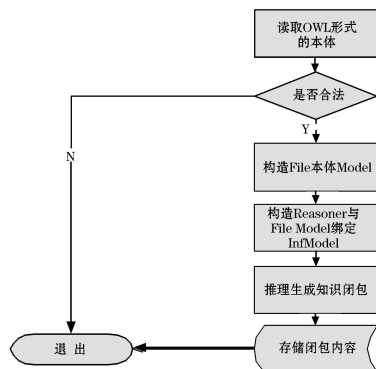 读取OWL形式
的本体
是否合法
Y
N
构造File本体Model
构造Reasoner与
File Model绑定
InfModel
推理生成知识闭包
存储闭包内容
退 出